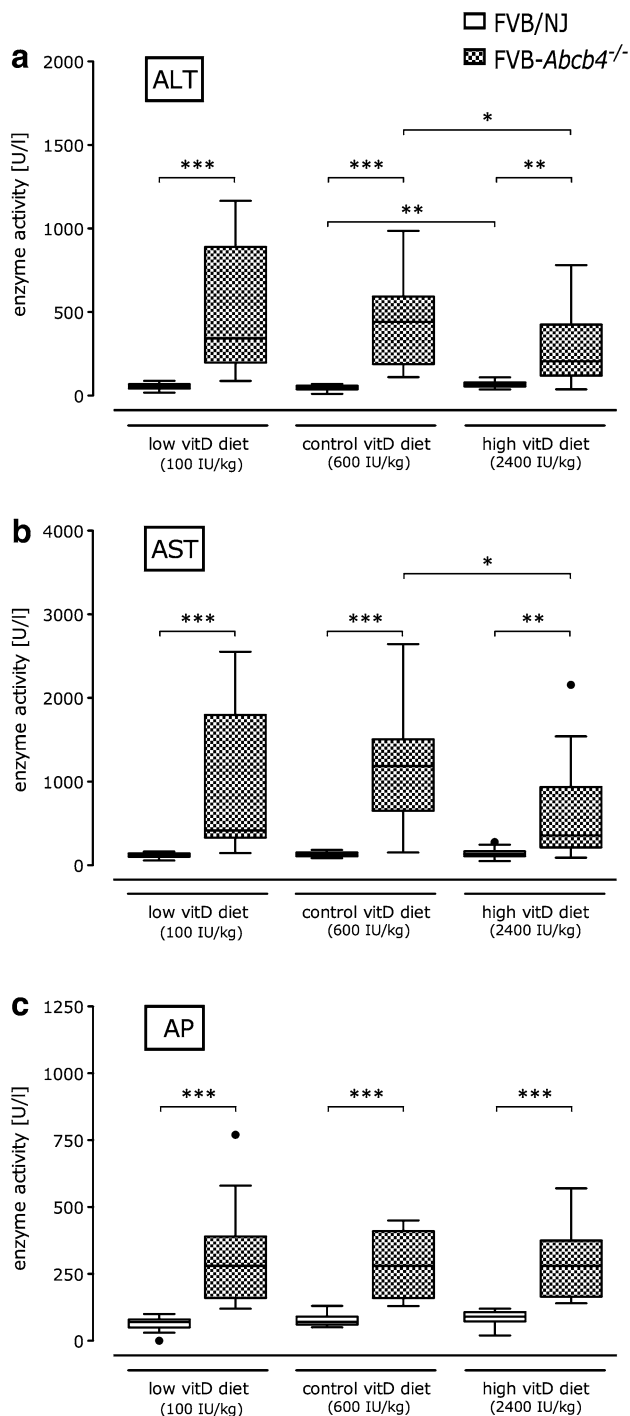 FVB/NJ
FVB-Abcb4-/-
a
ALT
enzyme activity [U/l]
2000
1500
1000
500
0
*
*** *** **
**
low vitD diet control vitD diet high vitD diet
(100 IU/kg) (600 IU/kg) (2400 IU/kg)
b
AST
enzyme activity [U/l]
4000
3000
2000
1000
0
*
*** *** **
low vitD diet control vitD diet high vitD diet
(100 IU/kg) (600 IU/kg) (2400 IU/kg)
c
AP
enzyme activity [U/l]
1250
1000
750
500
250
0
*** *** ***
low vitD diet control vitD diet high vitD diet
(100 IU/kg) (600 IU/kg) (2400 IU/kg)